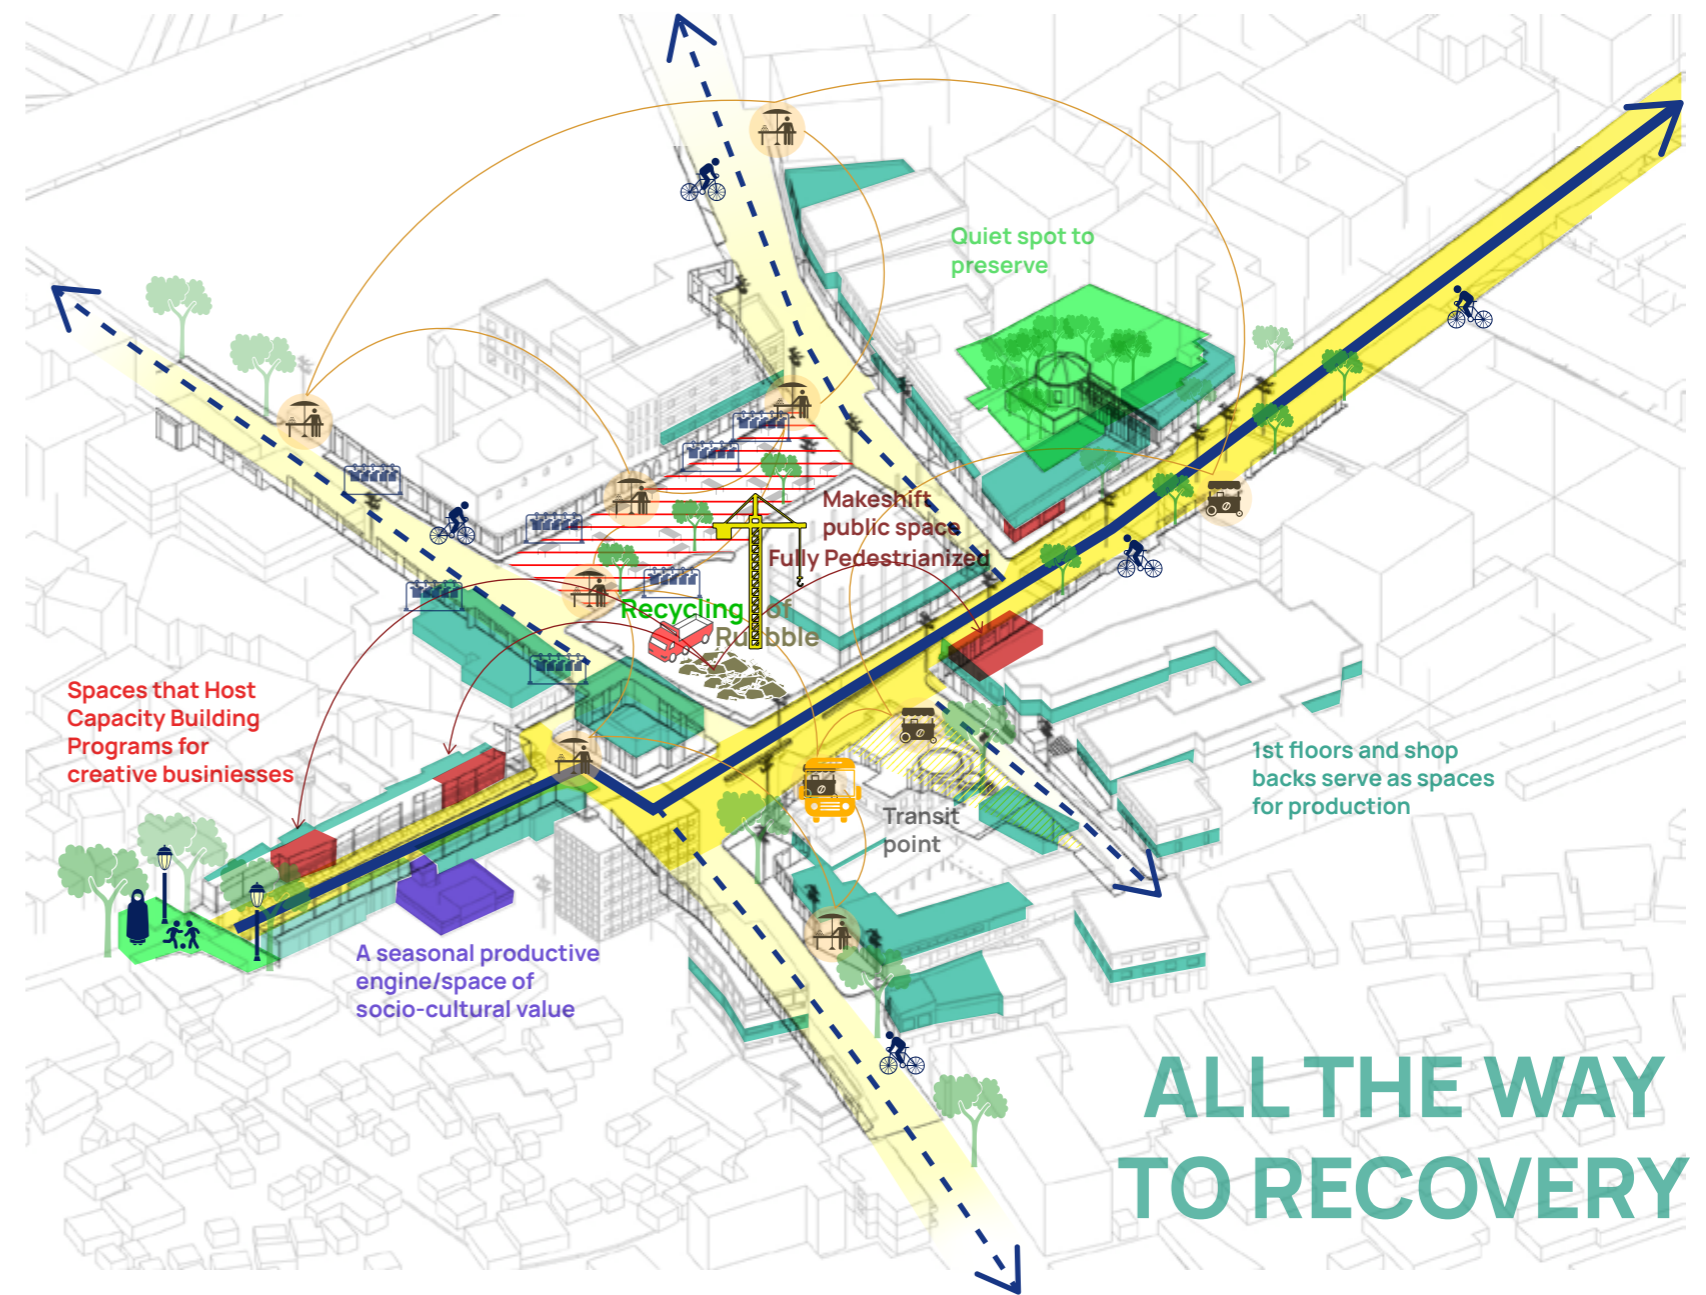 Quiet spot to
preserve
Makeshift
public space
Fully Pedestrianized
Recycling of
Rubble
Spaces that Host
Capacity Building
Programs for
creative businiesses
1st floors and shop
backs serve as spaces
for production
Transit
point
A seasonal productive
engine/space of
socio-cultural value
ALL THE WAY
TO RECOVERY